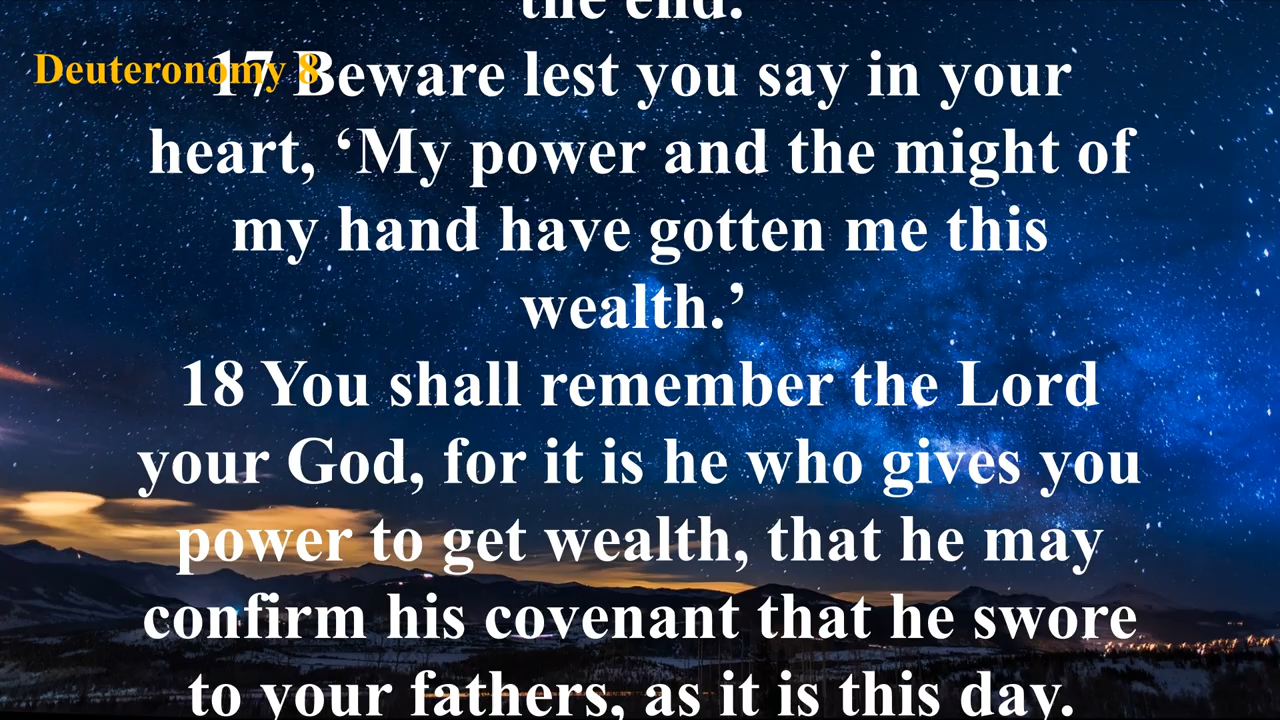 the end.
Deuteronomy 8
17 Beware lest you say in your
heart, ‘My power and the might of
my hand have gotten me this
wealth.’
18 You shall remember the Lord
your God, for it is he who gives you
power to get wealth, that he may
confirm his covenant that he swore
to your fathers, as it is this day.